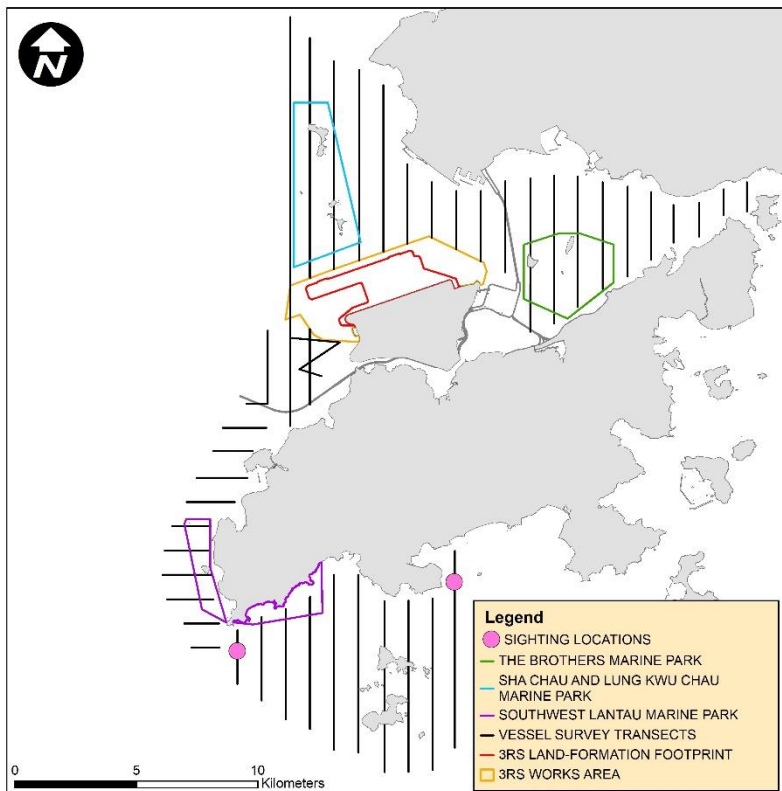 N
Legend
SIGHTING LOCATIONS
THE BROTHERS MARINE PARK
SHA CHAU AND LUNG KWU CHAU
MARINE PARK
SOUTHWEST LANTAU MARINE PARK
VESSEL SURVEY TRANSECTS
3RS LAND-FORMATION FOOTPRINT
3RS WORKS AREA
0 5 10
Kilometers